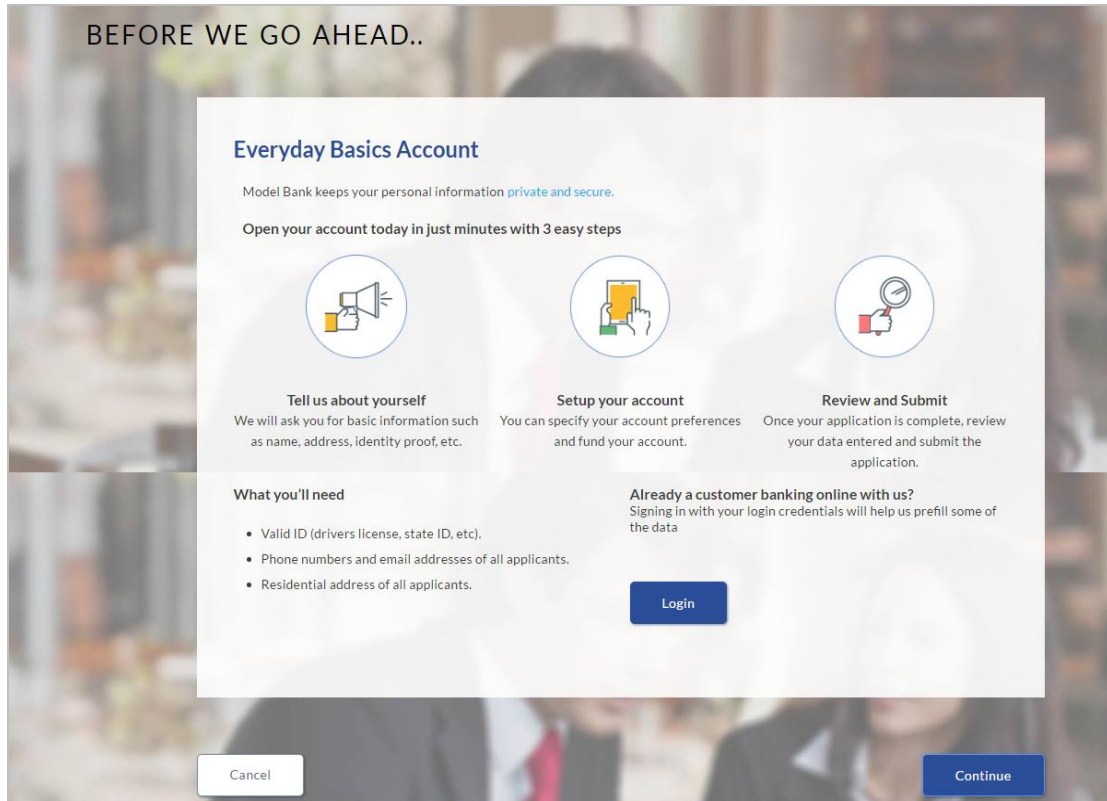 BEFORE WE GO AHEAD..
Everyday Basics Account
Model Bank keeps your personal information private and secure.
Open your account today in just minutes with 3 easy steps
Tell us about yourself
We will ask you for basic information such
as name, address, identity proof, etc.
Setup your account
You can specify your account preferences
and fund your account.
Review and Submit
Once your application is complete, review
your data entered and submit the
application.
What you'll need
• Valid ID (drivers license, state ID, etc).
• Phone numbers and email addresses of all applicants.
• Residential address of all applicants.
Already a customer banking online with us?
Signing in with your login credentials will help us prefill some of
the data
Login
Cancel
Continue